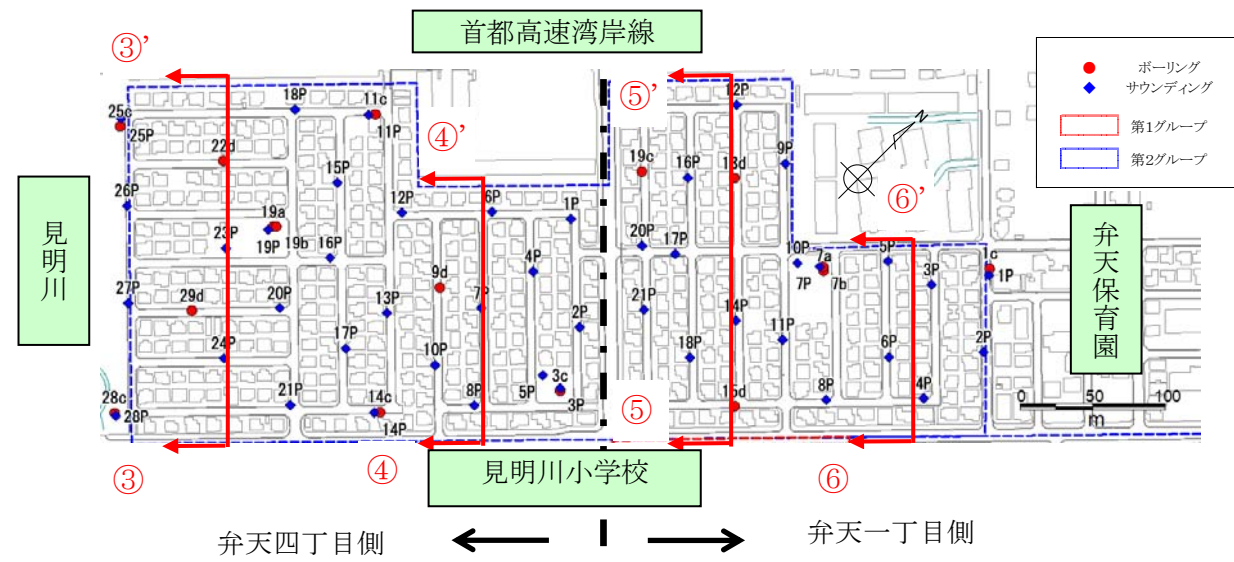 首都高速湾岸線
③’
⑤’
ボーリング
サウンディング
第1グループ
第2グループ
18P
11c
11P
25c
25P
④’
12P
22d
15P
19c
16P
13d
9P
N
⑥’
見明川
26P
12P
6P
1P
19a
23P
19P
19b
16P
20P
17P
10P
7a
7P
7b
5P
3P
1c
1P
弁天保育園
4P
9d
27P
29d
20P
13P
7P
2P
21P
14P
11P
24P
17P
10P
18P
6P
2P
21P
14c
14P
8P
5P
3c
3P
15d
8P
4P
28c
28P
0
50
100
m
③
④
⑤
⑥
見明川小学校
弁天四丁目側
弁天一丁目側